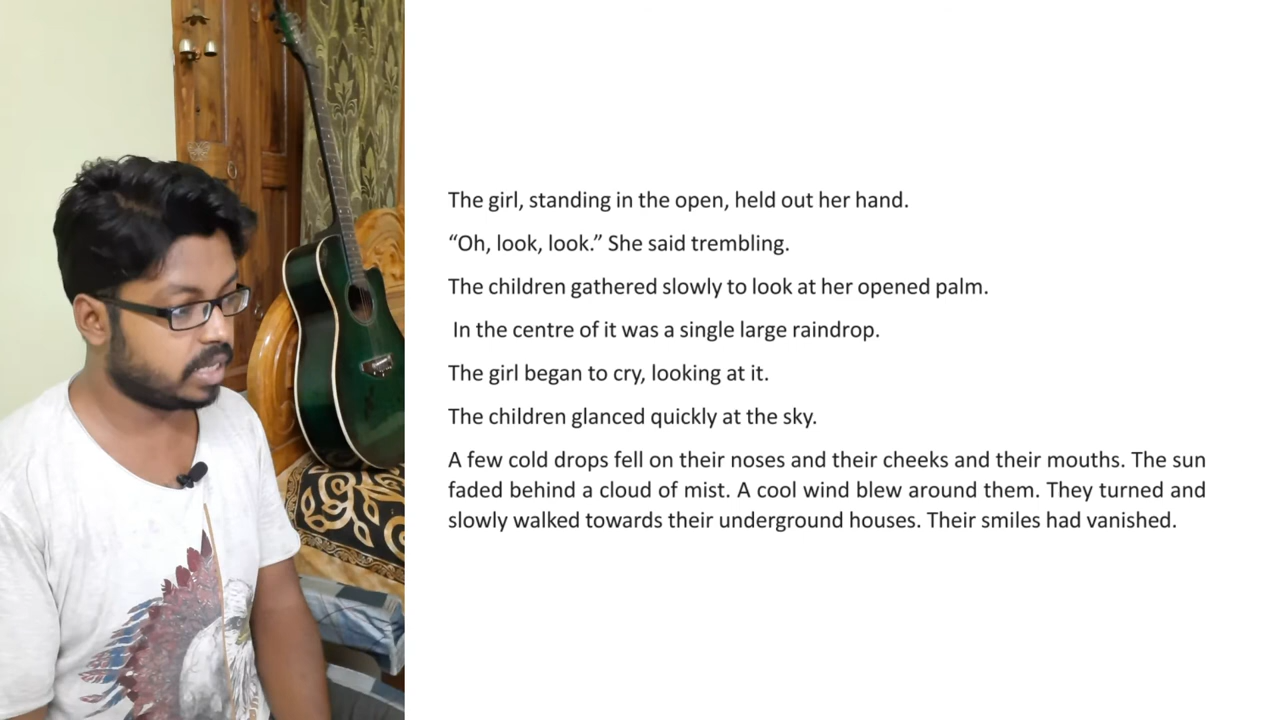 The girl, standing in the open, held out her hand.
“Oh, look, look.” She said trembling.
The children gathered slowly to look at her opened palm.
In the centre of it was a single large raindrop.
The girl began to cry, looking at it.
The children glanced quickly at the sky.
A few cold drops fell on their noses and their cheeks and their mouths. The sun
faded behind a cloud of mist. A cool wind blew around them. They turned and
slowly walked towards their underground houses. Their smiles had vanished.